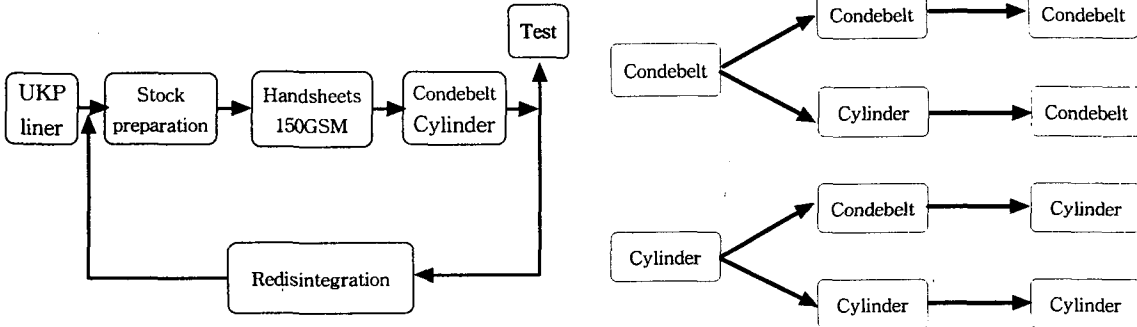 Test
UKP
liner
Stock
preparation
Handsheets
150GSM
Condebelt
Cylinder
Redisintegration
Condebelt
Condebelt
Condebelt
Cylinder
Condebelt
Cylinder
Condebelt
Cylinder
Cylinder
Cylinder